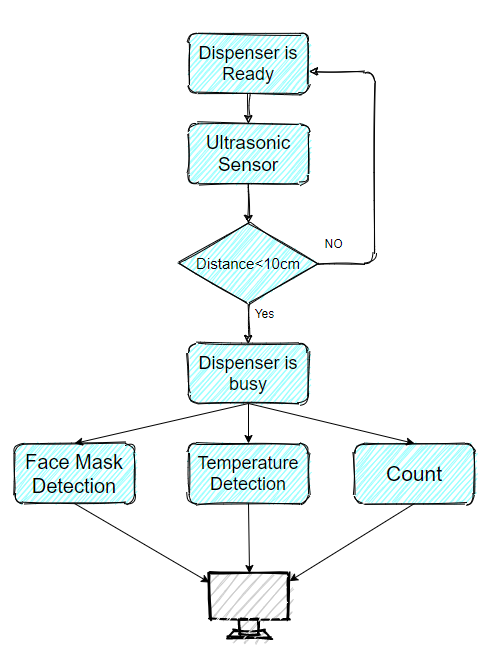 Dispenser is
Ready
Ultrasonic
Sensor
Distance<10cm
NO
Yes
Dispenser is
busy
Face Mask
Detection
Temperature
Detection
Count